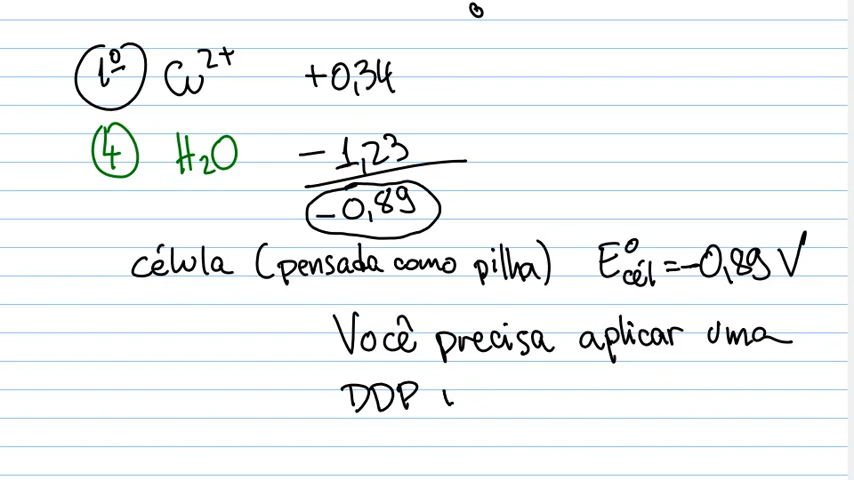 1º Cu²⁺ +0,34
4 H₂O -1,23
-0,89
célula (pensada como pilha) E°cél = -0,89 V
Você precisa aplicar uma
DDP